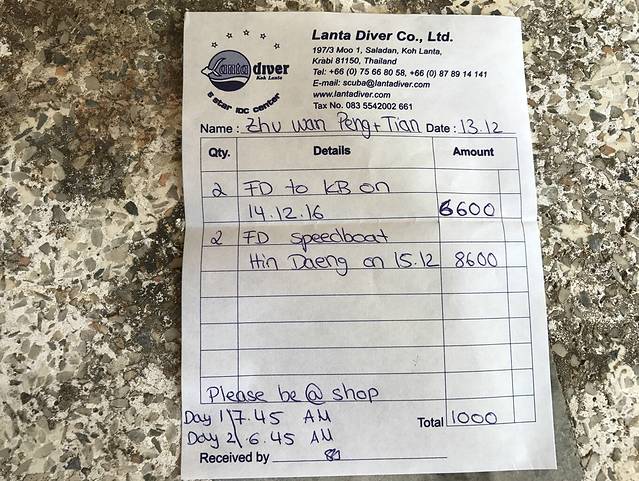 Lanta Diver Co., Ltd.
197/3 Moo 1, Saladan, Koh Lanta,
Krabi 81150, Thailand
Tel: +66 (0) 75 66 80 58, +66 (0) 87 89 14 141
E-mail: scuba@lantadiver.com
www.lantadiver.com
Tax No. 083 5542002 661
Lanta diver
Koh Lanta
5 star IDC center
Name : Zhu Wan Peng + Tian Date : 13.12
Qty. Details Amount
2 FD to KB on
14.12.16 6600
2 FD speedboat
Hin Daeng on 15.12 8600
Please be @ shop
Day 1 \ 7.45 AM
Day 2 \ 6.45 AM
Total 1000
Received by